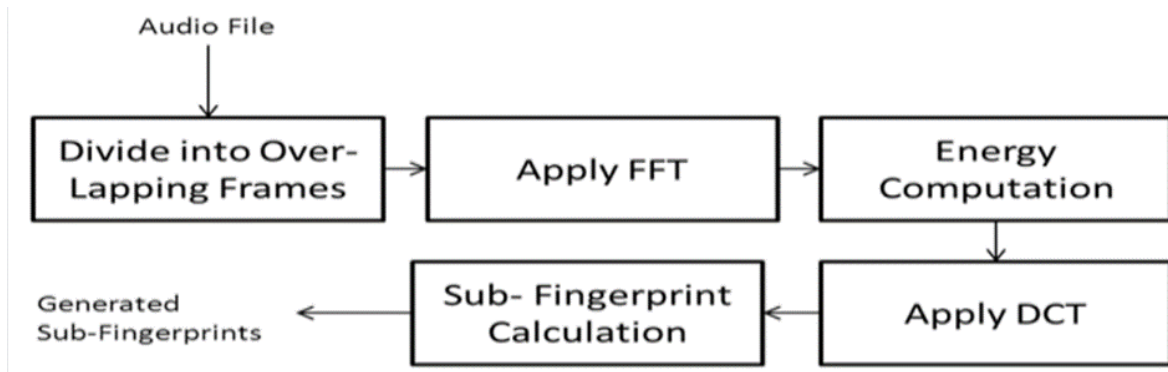 Audio File
Divide into Over-
Lapping Frames
Apply FFT
Energy
Computation
Apply DCT
Sub- Fingerprint
Calculation
Generated
Sub-Fingerprints